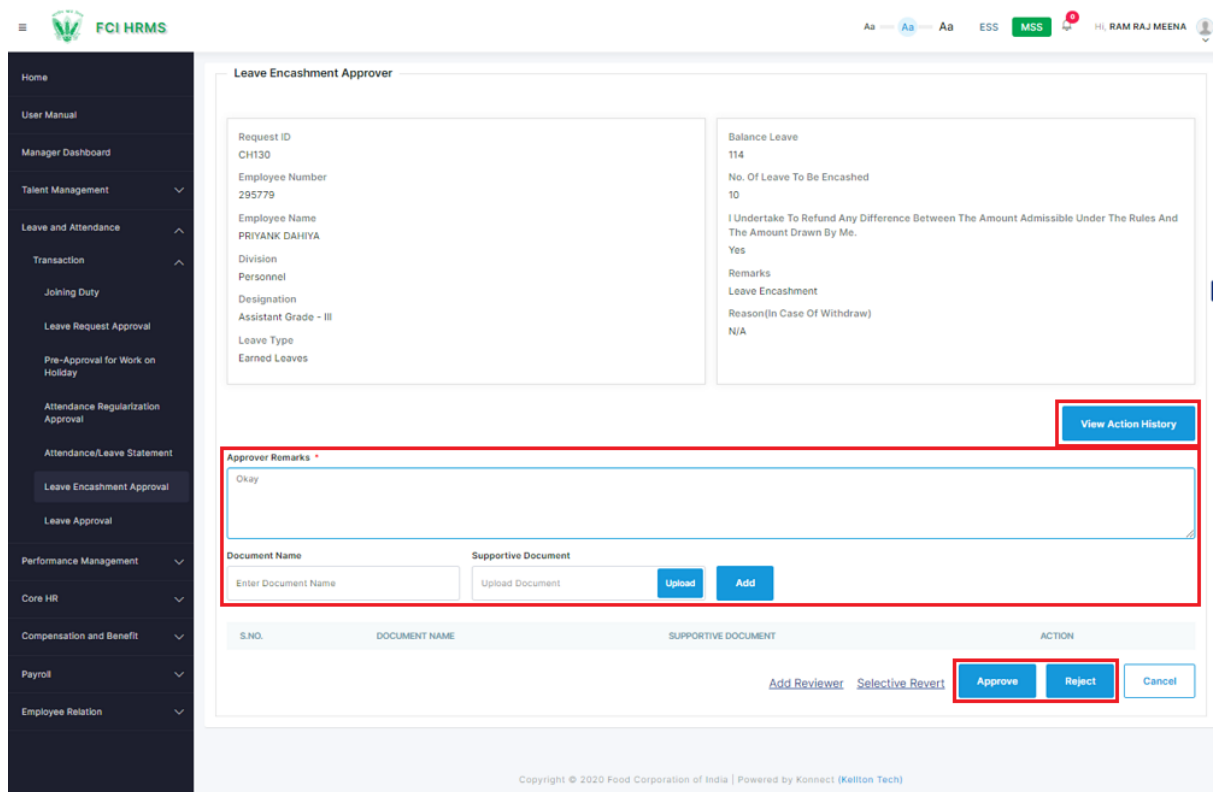 FCI HRMS
Aa Aa Aa ESS MSS 0 Hi, RAM RAJ MEENA
Home
User Manual
Manager Dashboard
Talent Management
Leave and Attendance
Transaction
Joining Duty
Leave Request Approval
Pre-Approval for Work on
Holiday
Attendance Regularization
Approval
Attendance/Leave Statement
Leave Encashment Approval
Leave Approval
Performance Management
Core HR
Compensation and Benefit
Payroll
Employee Relation
Leave Encashment Approver
Request ID
CH130
Employee Number
295779
Employee Name
PRIYANK DAHIYA
Division
Personnel
Designation
Assistant Grade - III
Leave Type
Earned Leaves
Balance Leave
114
No. Of Leave To Be Encashed
10
I Undertake To Refund Any Difference Between The Amount Admissible Under The Rules And
The Amount Drawn By Me.
Yes
Remarks
Leave Encashment
Reason(In Case Of Withdraw)
N/A
View Action History
Approver Remarks *
Okay
Document Name Supportive Document
Enter Document Name Upload Document Upload Add
S.NO. DOCUMENT NAME SUPPORTIVE DOCUMENT ACTION
Add Reviewer Selective Revert Approve Reject Cancel
Copyright © 2020 Food Corporation of India | Powered by Konnect (Kellton Tech)